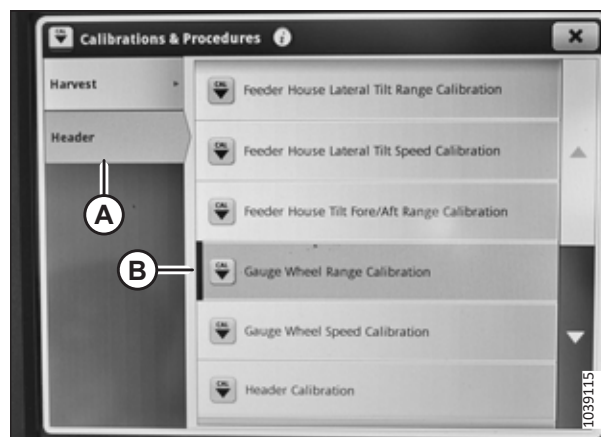 Calibrations & Procedures i
Harvest
Header
CAL Feeder House Lateral Tilt Range Calibration
CAL Feeder House Lateral Tilt Speed Calibration
CAL Feeder House Tilt Fore/Aft Range Calibration
CAL Gauge Wheel Range Calibration
CAL Gauge Wheel Speed Calibration
CAL Header Calibration
A
B
1039115